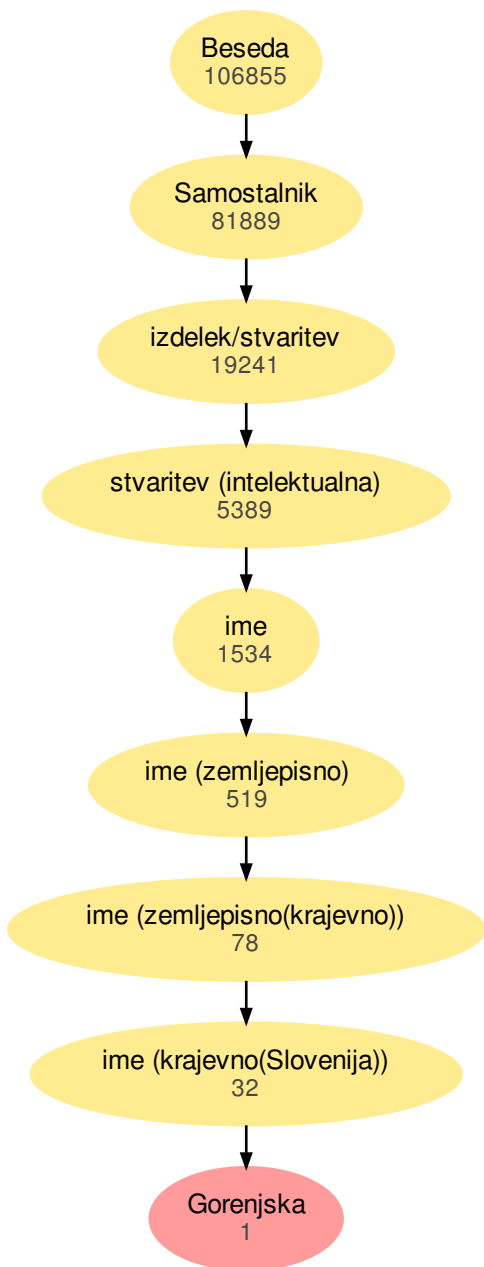 Beseda
106855
Samostalnik
81889
izdelek/stvaritev
19241
stvaritev (intelektualna)
5389
ime
1534
ime (zemljepisno)
519
ime (zemljepisno(krajevno))
78
ime (krajevno(Slovenija))
32
Gorenjska
1